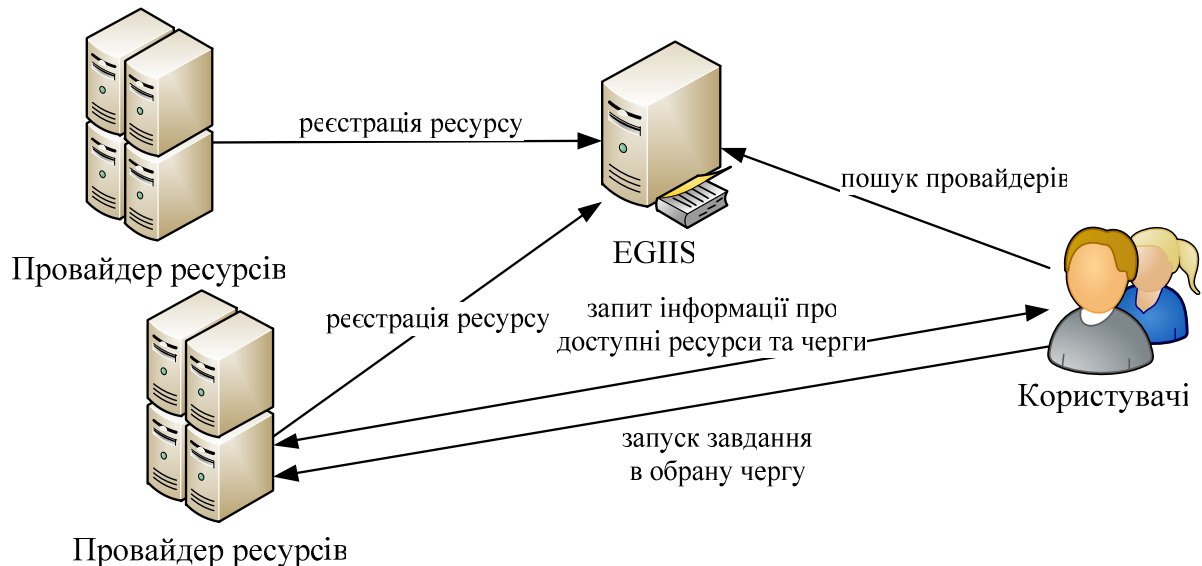 реєстрація ресурсу
пошук провайдерів
EGIIS
Провайдер ресурсів
реєстрація ресурсу
запит інформації про
доступні ресурси та черги
Користувачі
запуск завдання
в обрану чергу
Провайдер ресурсів